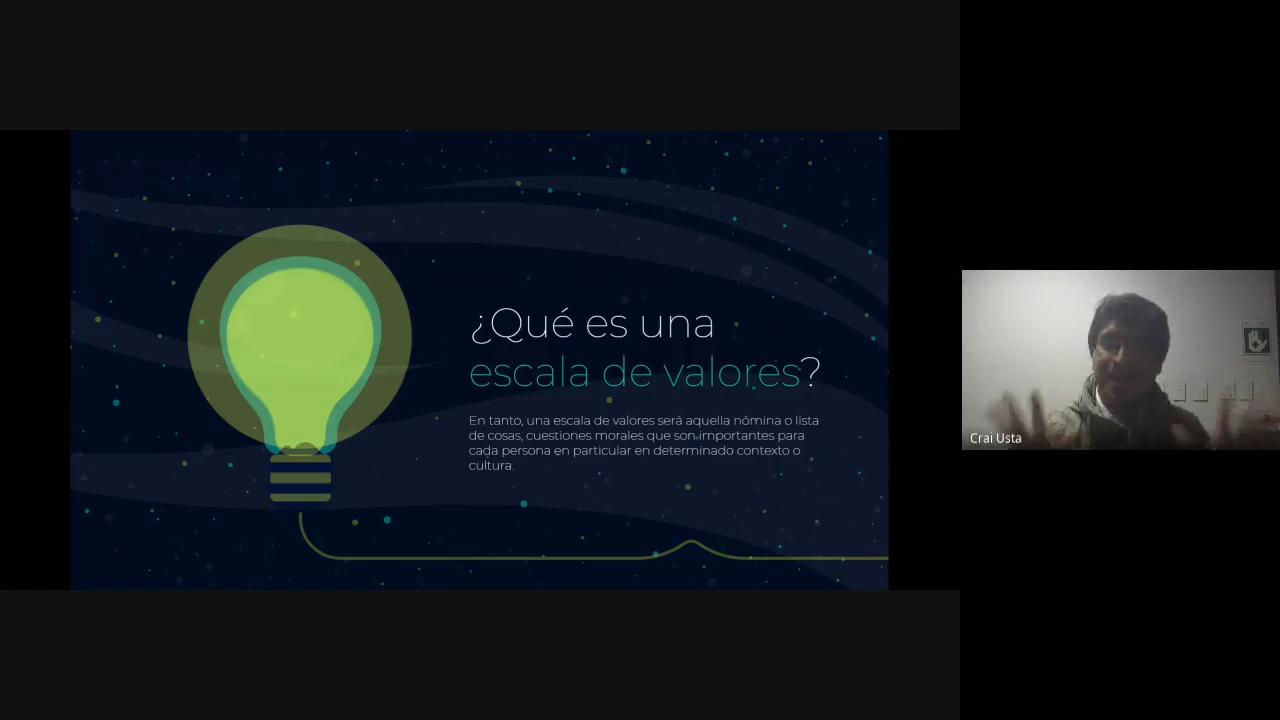 ¿Qué es una
escala de valores?
En tanto, una escala de valores será aquella nómina o lista
de cosas, cuestiones morales que son importantes para
cada persona en particular en determinado contexto o
cultura.
Crai Usta